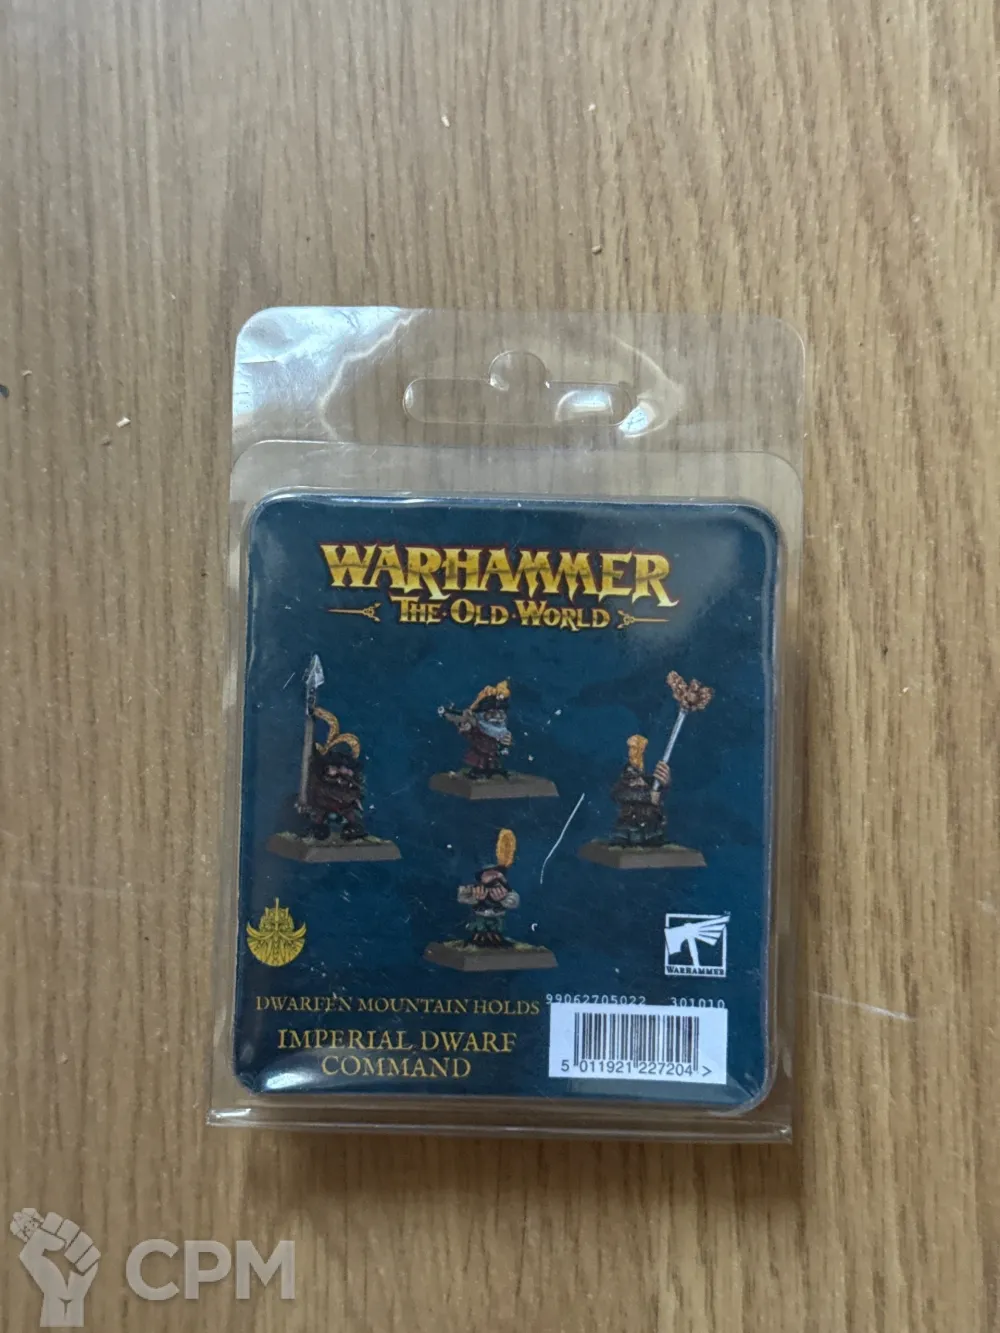 WARHAMMER
THE·OLD·WORLD
WARHAMMER
DWARFEN MOUNTAIN HOLDS
99062705022 301010
IMPERIAL DWARF
COMMAND
5 011921 227204 >
CPM